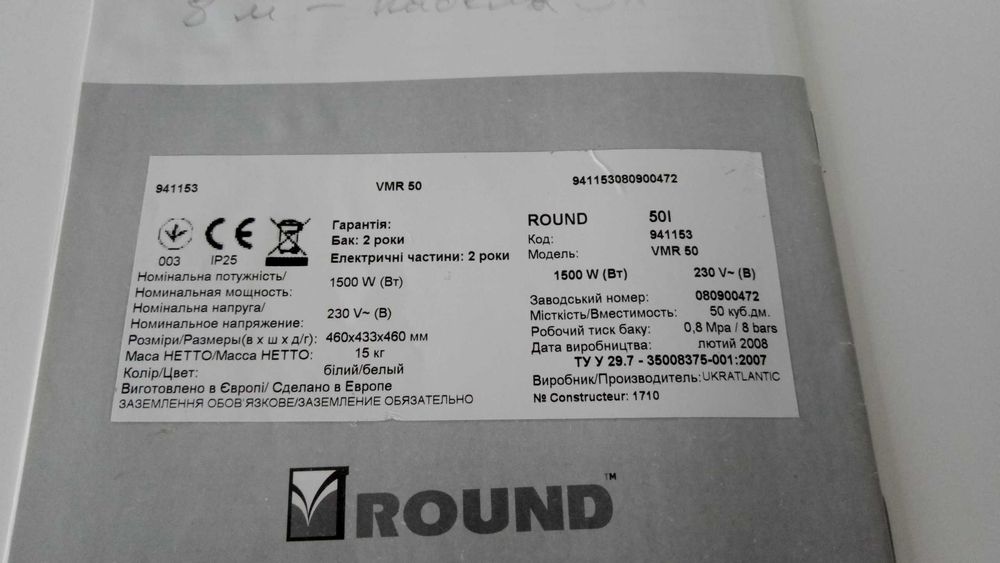 8 м –
941153 VMR 50 941153080900472
003 IP25
Гарантія:
Бак: 2 роки
Електричні частини: 2 роки
Номінальна потужність/
Номинальная мощность: 1500 W (Вт)
Номінальна напруга/
Номинальное напряжение: 230 V~ (В)
Розміри/Размеры(в х ш х д/г): 460x433x460 мм
Маса НЕТТО/Масса НЕТТО: 15 кг
Колір/Цвет: білий/белый
Виготовлено в Європі/ Сделано в Европе
ЗАЗЕМЛЕННЯ ОБОВ'ЯЗКОВЕ/ЗАЗЕМЛЕНИЕ ОБЯЗАТЕЛЬНО
ROUND 50l
Код: 941153
Модель: VMR 50
1500 W (Вт) 230 V~ (В)
Заводський номер: 080900472
Місткість/Вместимость: 50 куб.дм.
Робочий тиск баку: 0,8 Mpa / 8 bars
Дата виробництва: лютий 2008
ТУ У 29.7 - 35008375-001:2007
Виробник/Производитель: UKRATLANTIC
№ Constructeur: 1710
ROUND™